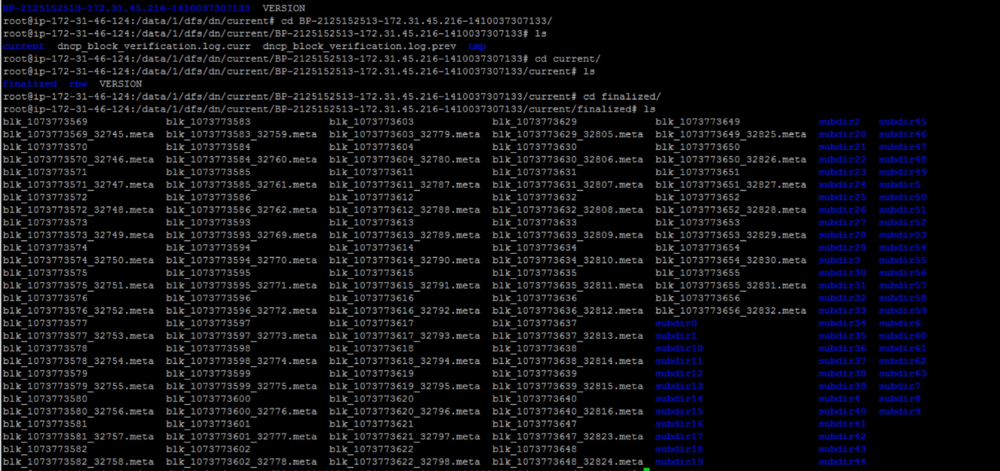 BP-2125152513-172.31.45.216-1410037307133  VERSION
root@ip-172-31-46-124:/data/1/dfs/dn/current# cd BP-2125152513-172.31.45.216-1410037307133/
root@ip-172-31-46-124:/data/1/dfs/dn/current/BP-2125152513-172.31.45.216-1410037307133# ls
current  dncp_block_verification.log.curr  dncp_block_verification.log.prev  tmp
root@ip-172-31-46-124:/data/1/dfs/dn/current/BP-2125152513-172.31.45.216-1410037307133# cd current/
root@ip-172-31-46-124:/data/1/dfs/dn/current/BP-2125152513-172.31.45.216-1410037307133/current# ls
finalized  rbw  VERSION
root@ip-172-31-46-124:/data/1/dfs/dn/current/BP-2125152513-172.31.45.216-1410037307133/current# cd finalized/
root@ip-172-31-46-124:/data/1/dfs/dn/current/BP-2125152513-172.31.45.216-1410037307133/current/finalized# ls
blk_1073773569  blk_1073773583  blk_1073773603  blk_1073773629  blk_1073773649  subdir2  subdir45
blk_1073773569_32745.meta  blk_1073773583_32759.meta  blk_1073773603_32779.meta  blk_1073773629_32805.meta  blk_1073773649_32825.meta  subdir20  subdir46
blk_1073773570  blk_1073773584  blk_1073773604  blk_1073773630  blk_1073773650  subdir21  subdir47
blk_1073773570_32746.meta  blk_1073773584_32760.meta  blk_1073773604_32780.meta  blk_1073773630_32806.meta  blk_1073773650_32826.meta  subdir22  subdir48
blk_1073773571  blk_1073773585  blk_1073773611  blk_1073773631  blk_1073773651  subdir23  subdir49
blk_1073773571_32747.meta  blk_1073773585_32761.meta  blk_1073773611_32787.meta  blk_1073773631_32807.meta  blk_1073773651_32827.meta  subdir24  subdir5
blk_1073773572  blk_1073773586  blk_1073773612  blk_1073773632  blk_1073773652  subdir25  subdir50
blk_1073773572_32748.meta  blk_1073773586_32762.meta  blk_1073773612_32788.meta  blk_1073773632_32808.meta  blk_1073773652_32828.meta  subdir26  subdir51
blk_1073773573  blk_1073773593  blk_1073773613  blk_1073773633  blk_1073773653  subdir27  subdir52
blk_1073773573_32749.meta  blk_1073773593_32769.meta  blk_1073773613_32789.meta  blk_1073773633_32809.meta  blk_1073773653_32829.meta  subdir28  subdir53
blk_1073773574  blk_1073773594  blk_1073773614  blk_1073773634  blk_1073773654  subdir29  subdir54
blk_1073773574_32750.meta  blk_1073773594_32770.meta  blk_1073773614_32790.meta  blk_1073773634_32810.meta  blk_1073773654_32830.meta  subdir3  subdir55
blk_1073773575  blk_1073773595  blk_1073773615  blk_1073773635  blk_1073773655  subdir30  subdir56
blk_1073773575_32751.meta  blk_1073773595_32771.meta  blk_1073773615_32791.meta  blk_1073773635_32811.meta  blk_1073773655_32831.meta  subdir31  subdir57
blk_1073773576  blk_1073773596  blk_1073773616  blk_1073773636  blk_1073773656  subdir32  subdir58
blk_1073773576_32752.meta  blk_1073773596_32772.meta  blk_1073773616_32792.meta  blk_1073773636_32812.meta  blk_1073773656_32832.meta  subdir33  subdir59
blk_1073773577  blk_1073773597  blk_1073773617  blk_1073773637  subdir0  subdir34  subdir6
blk_1073773577_32753.meta  blk_1073773597_32773.meta  blk_1073773617_32793.meta  blk_1073773637_32813.meta  subdir1  subdir35  subdir60
blk_1073773578  blk_1073773598  blk_1073773618  blk_1073773638  subdir10  subdir36  subdir61
blk_1073773578_32754.meta  blk_1073773598_32774.meta  blk_1073773618_32794.meta  blk_1073773638_32814.meta  subdir11  subdir37  subdir62
blk_1073773579  blk_1073773599  blk_1073773619  blk_1073773639  subdir12  subdir38  subdir63
blk_1073773579_32755.meta  blk_1073773599_32775.meta  blk_1073773619_32795.meta  blk_1073773639_32815.meta  subdir13  subdir39  subdir7
blk_1073773580  blk_1073773600  blk_1073773620  blk_1073773640  subdir14  subdir4  subdir8
blk_1073773580_32756.meta  blk_1073773600_32776.meta  blk_1073773620_32796.meta  blk_1073773640_32816.meta  subdir15  subdir40  subdir9
blk_1073773581  blk_1073773601  blk_1073773621  blk_1073773647  subdir16  subdir41
blk_1073773581_32757.meta  blk_1073773601_32777.meta  blk_1073773621_32797.meta  blk_1073773647_32823.meta  subdir17  subdir42
blk_1073773582  blk_1073773602  blk_1073773622  blk_1073773648  subdir18  subdir43
blk_1073773582_32758.meta  blk_1073773602_32778.meta  blk_1073773622_32798.meta  blk_1073773648_32824.meta  subdir19  subdir44